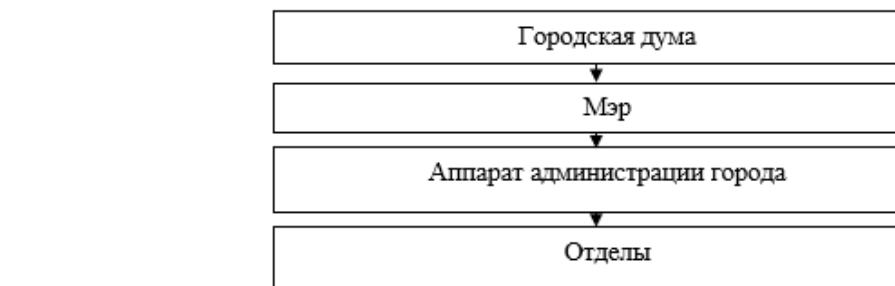 Городская дума
Мэр
Аппарат администрации города
Отделы